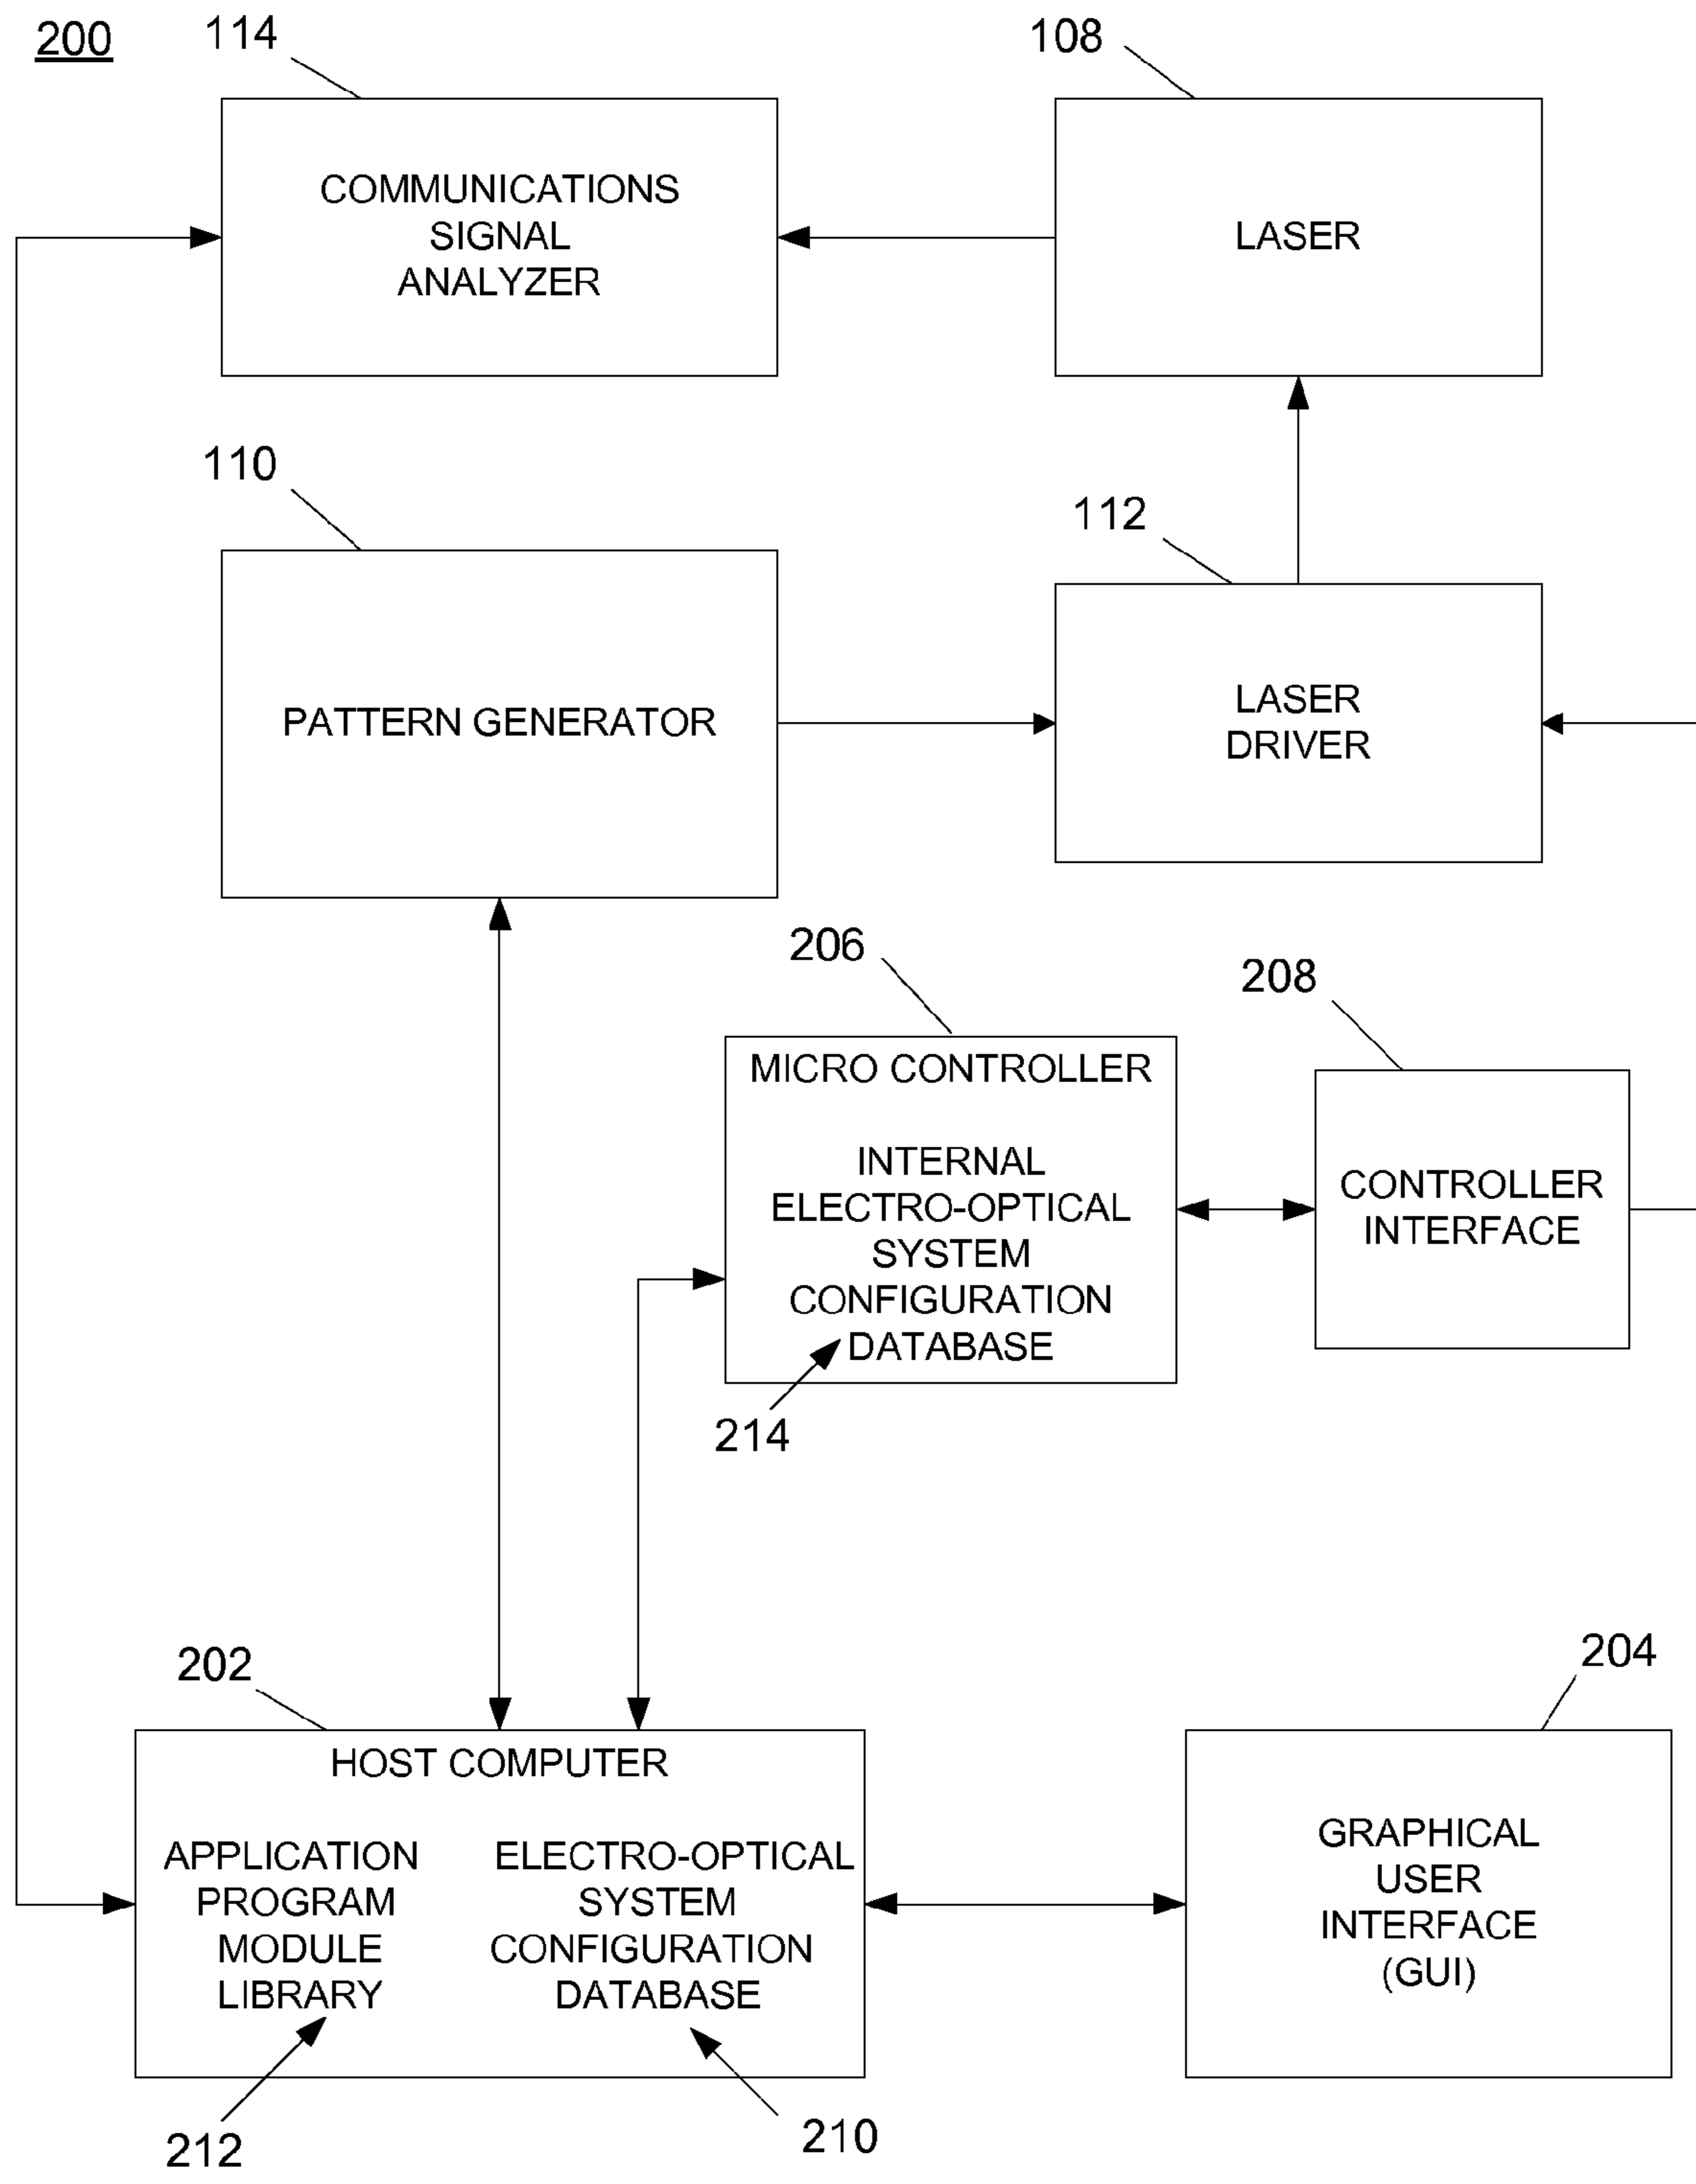 200
114
108
COMMUNICATIONS
SIGNAL
ANALYZER
LASER
110
112
PATTERN GENERATOR
LASER
DRIVER
206
208
MICRO CONTROLLER
INTERNAL
ELECTRO-OPTICAL
SYSTEM
CONFIGURATION
DATABASE
214
CONTROLLER
INTERFACE
202
204
HOST COMPUTER
APPLICATION
PROGRAM
MODULE
LIBRARY
ELECTRO-OPTICAL
SYSTEM
CONFIGURATION
DATABASE
GRAPHICAL
USER
INTERFACE
(GUI)
212
210